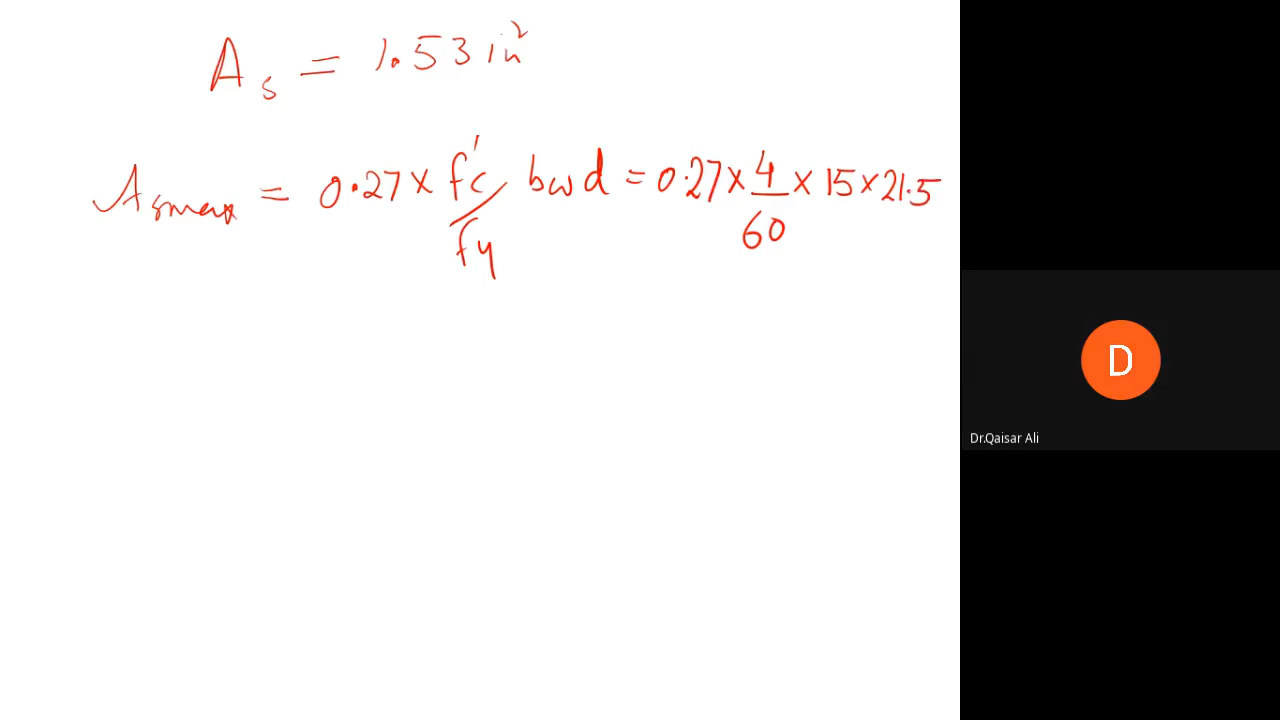 As = 1.53 in²
Asmax = 0.27 × f'c/fy bwd = 0.27 × 4/60 × 15 × 21.5
D
Dr.Qaisar Ali